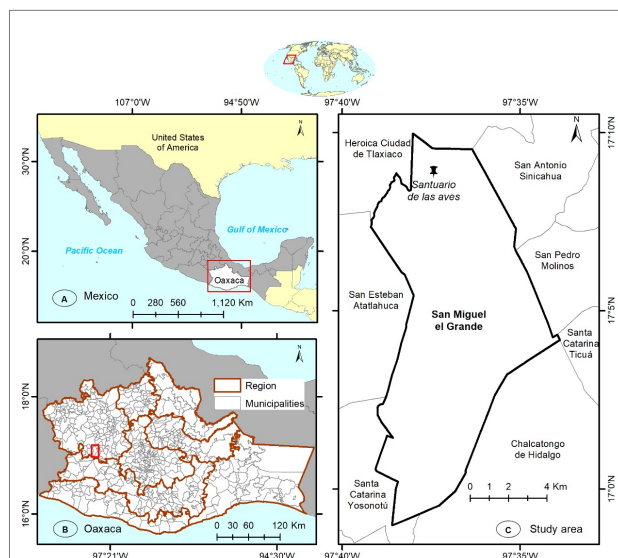 107°0'W
94°50'W
30°0'N
20°0'N
N
United States
of America
Gulf of Mexico
Pacific Ocean
Oaxaca
A Mexico
0 280 560 1,120 Km
18°0'N
16°0'N
N
Region
Municipalities
B Oaxaca
0 30 60 120 Km
97°21'W
94°30'W
97°40'W
97°35'W
17°10'N
17°5'N
17°0'N
N
Heroica Ciudad
de Tlaxiaco
San Antonio
Sinicahua
Santuario
de las aves
San Pedro
Molinos
San Esteban
Atatlahuca
San Miguel
el Grande
Santa
Catarina
Ticuá
Chalcatongo
de Hidalgo
Santa
Catarina
Yosonotú
0 1 2 4 Km
C Study area
97°40'W
97°35'W